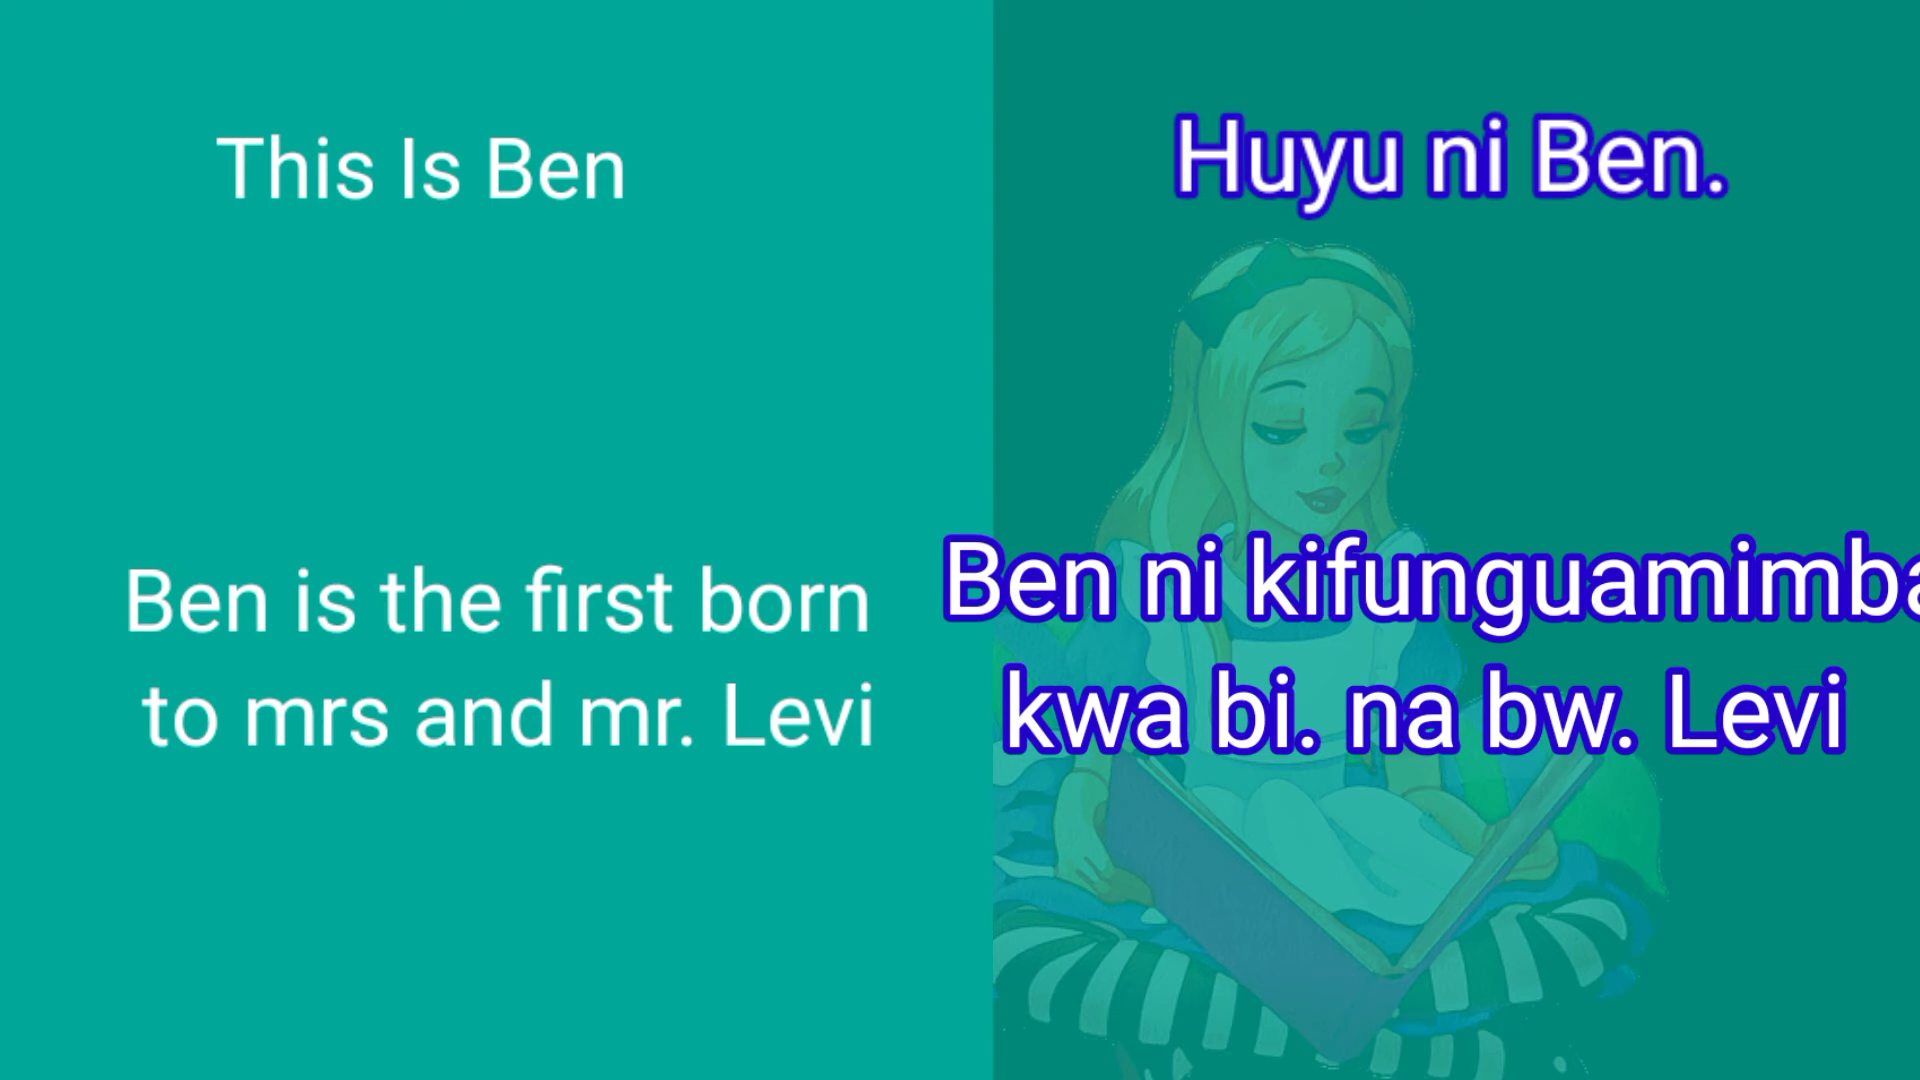 This Is Ben
Ben is the first born
to mrs and mr. Levi
Huyu ni Ben.
Ben ni kifunguamimba
kwa bi. na bw. Levi